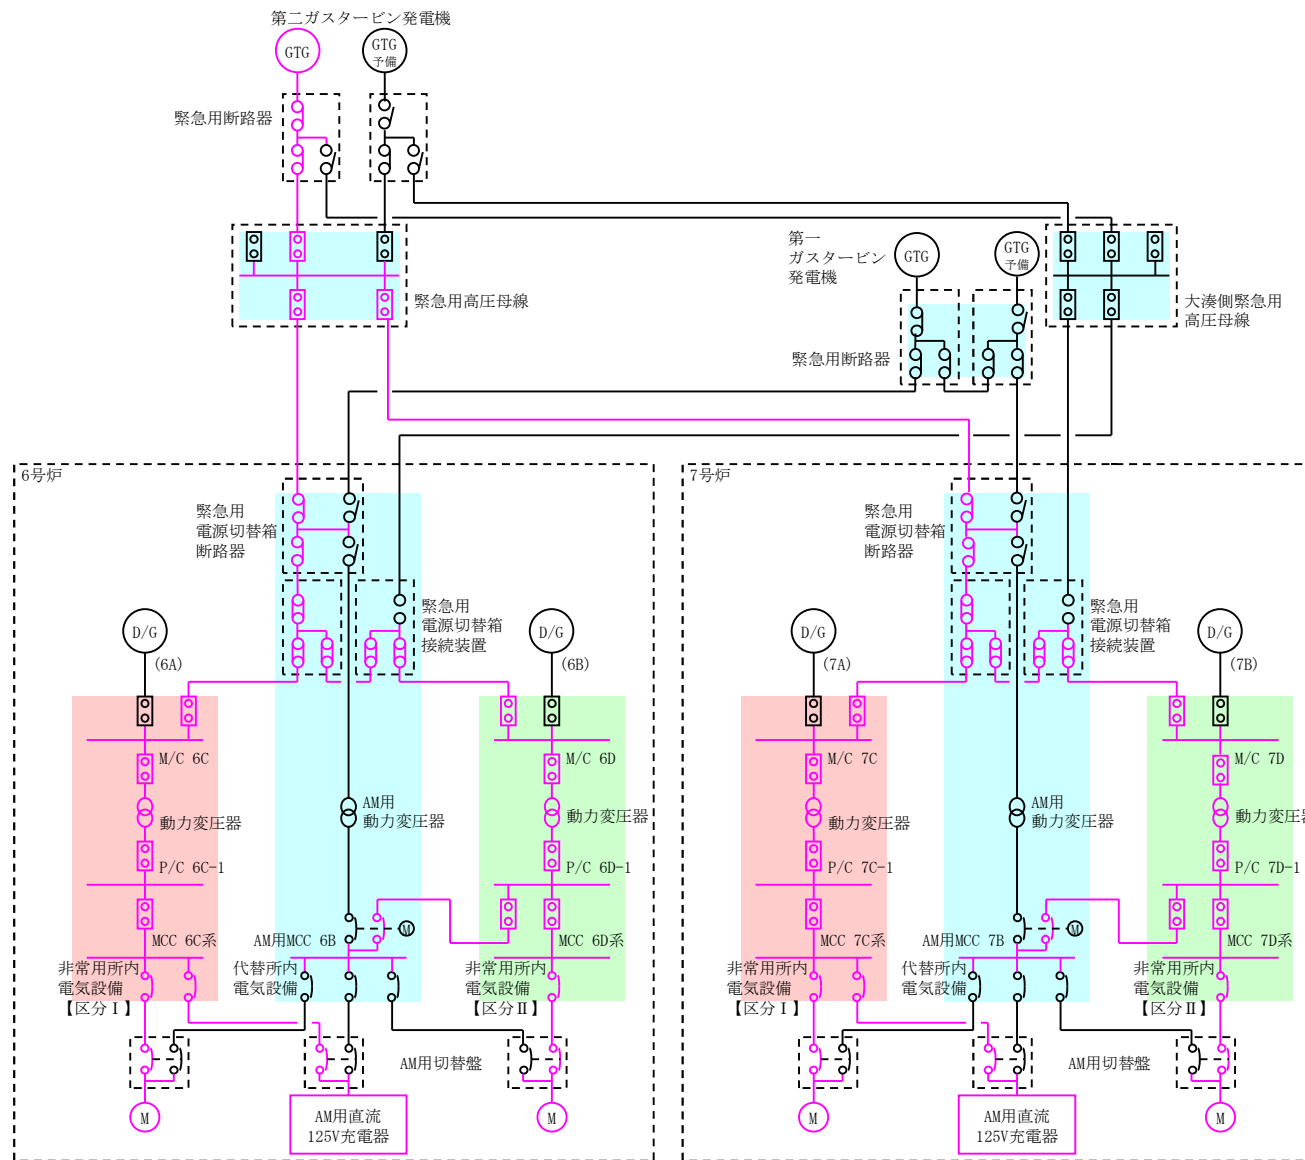 第二ガスタービン発電機
GTG
GTG
予備
緊急用断路器
緊急用高圧母線
第一
ガスタービン
発電機
GTG
GTG
予備
緊急用断路器
大湊側緊急用
高圧母線
6号炉
緊急用
電源切替箱
断路器
緊急用
電源切替箱
接続装置
D/G
(6A)
D/G
(6B)
M/C 6C
動力変圧器
P/C 6C-1
MCC 6C系
AM用
動力変圧器
M/C 6D
動力変圧器
P/C 6D-1
MCC 6D系
AM用MCC 6B
M
非常用所内
電気設備
【区分Ⅰ】
代替所内
電気設備
非常用所内
電気設備
【区分Ⅱ】
AM用切替盤
M
AM用直流
125V充電器
M
7号炉
緊急用
電源切替箱
断路器
緊急用
電源切替箱
接続装置
D/G
(7A)
D/G
(7B)
M/C 7C
動力変圧器
P/C 7C-1
MCC 7C系
AM用
動力変圧器
M/C 7D
動力変圧器
P/C 7D-1
MCC 7D系
AM用MCC 7B
M
非常用所内
電気設備
【区分Ⅰ】
代替所内
電気設備
非常用所内
電気設備
【区分Ⅱ】
AM用切替盤
M
AM用直流
125V充電器
M